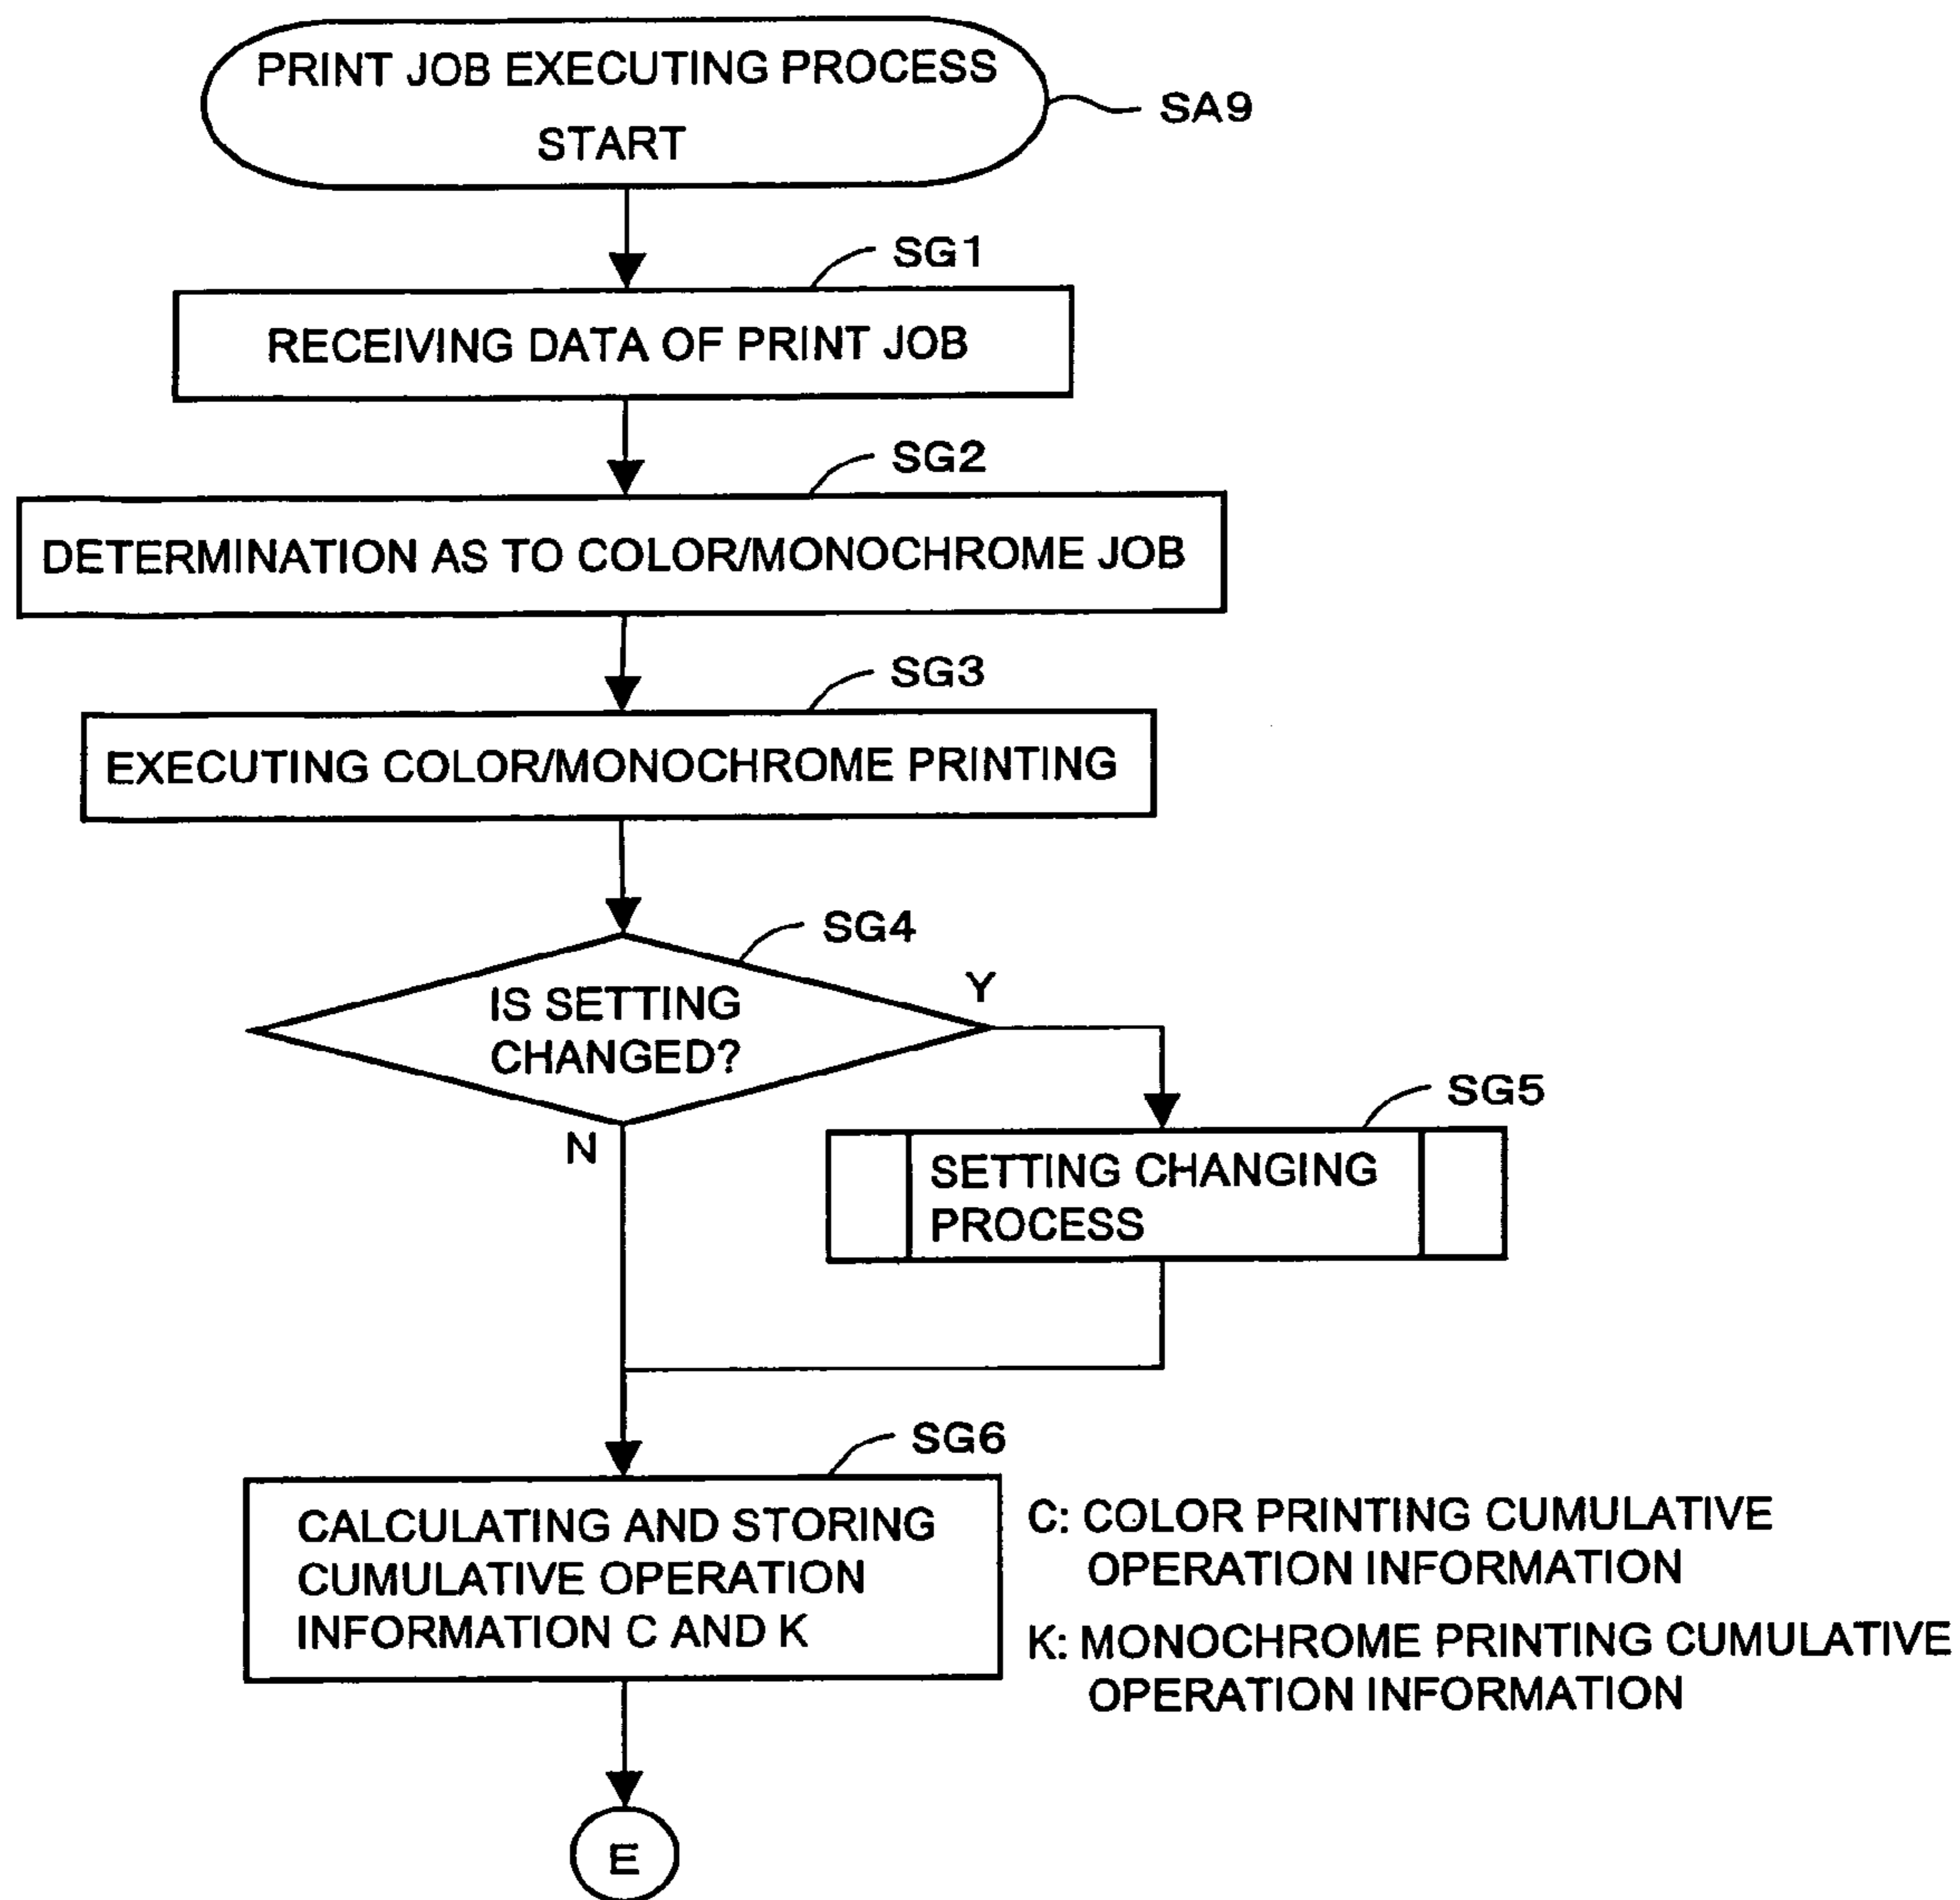 PRINT JOB EXECUTING PROCESS
START
SA9
SG1
RECEIVING DATA OF PRINT JOB
SG2
DETERMINATION AS TO COLOR/MONOCHROME JOB
SG3
EXECUTING COLOR/MONOCHROME PRINTING
SG4
IS SETTING
CHANGED?
Y
N
SG5
SETTING CHANGING
PROCESS
SG6
CALCULATING AND STORING
CUMULATIVE OPERATION
INFORMATION C AND K
C: COLOR PRINTING CUMULATIVE
OPERATION INFORMATION
K: MONOCHROME PRINTING CUMULATIVE
OPERATION INFORMATION
E